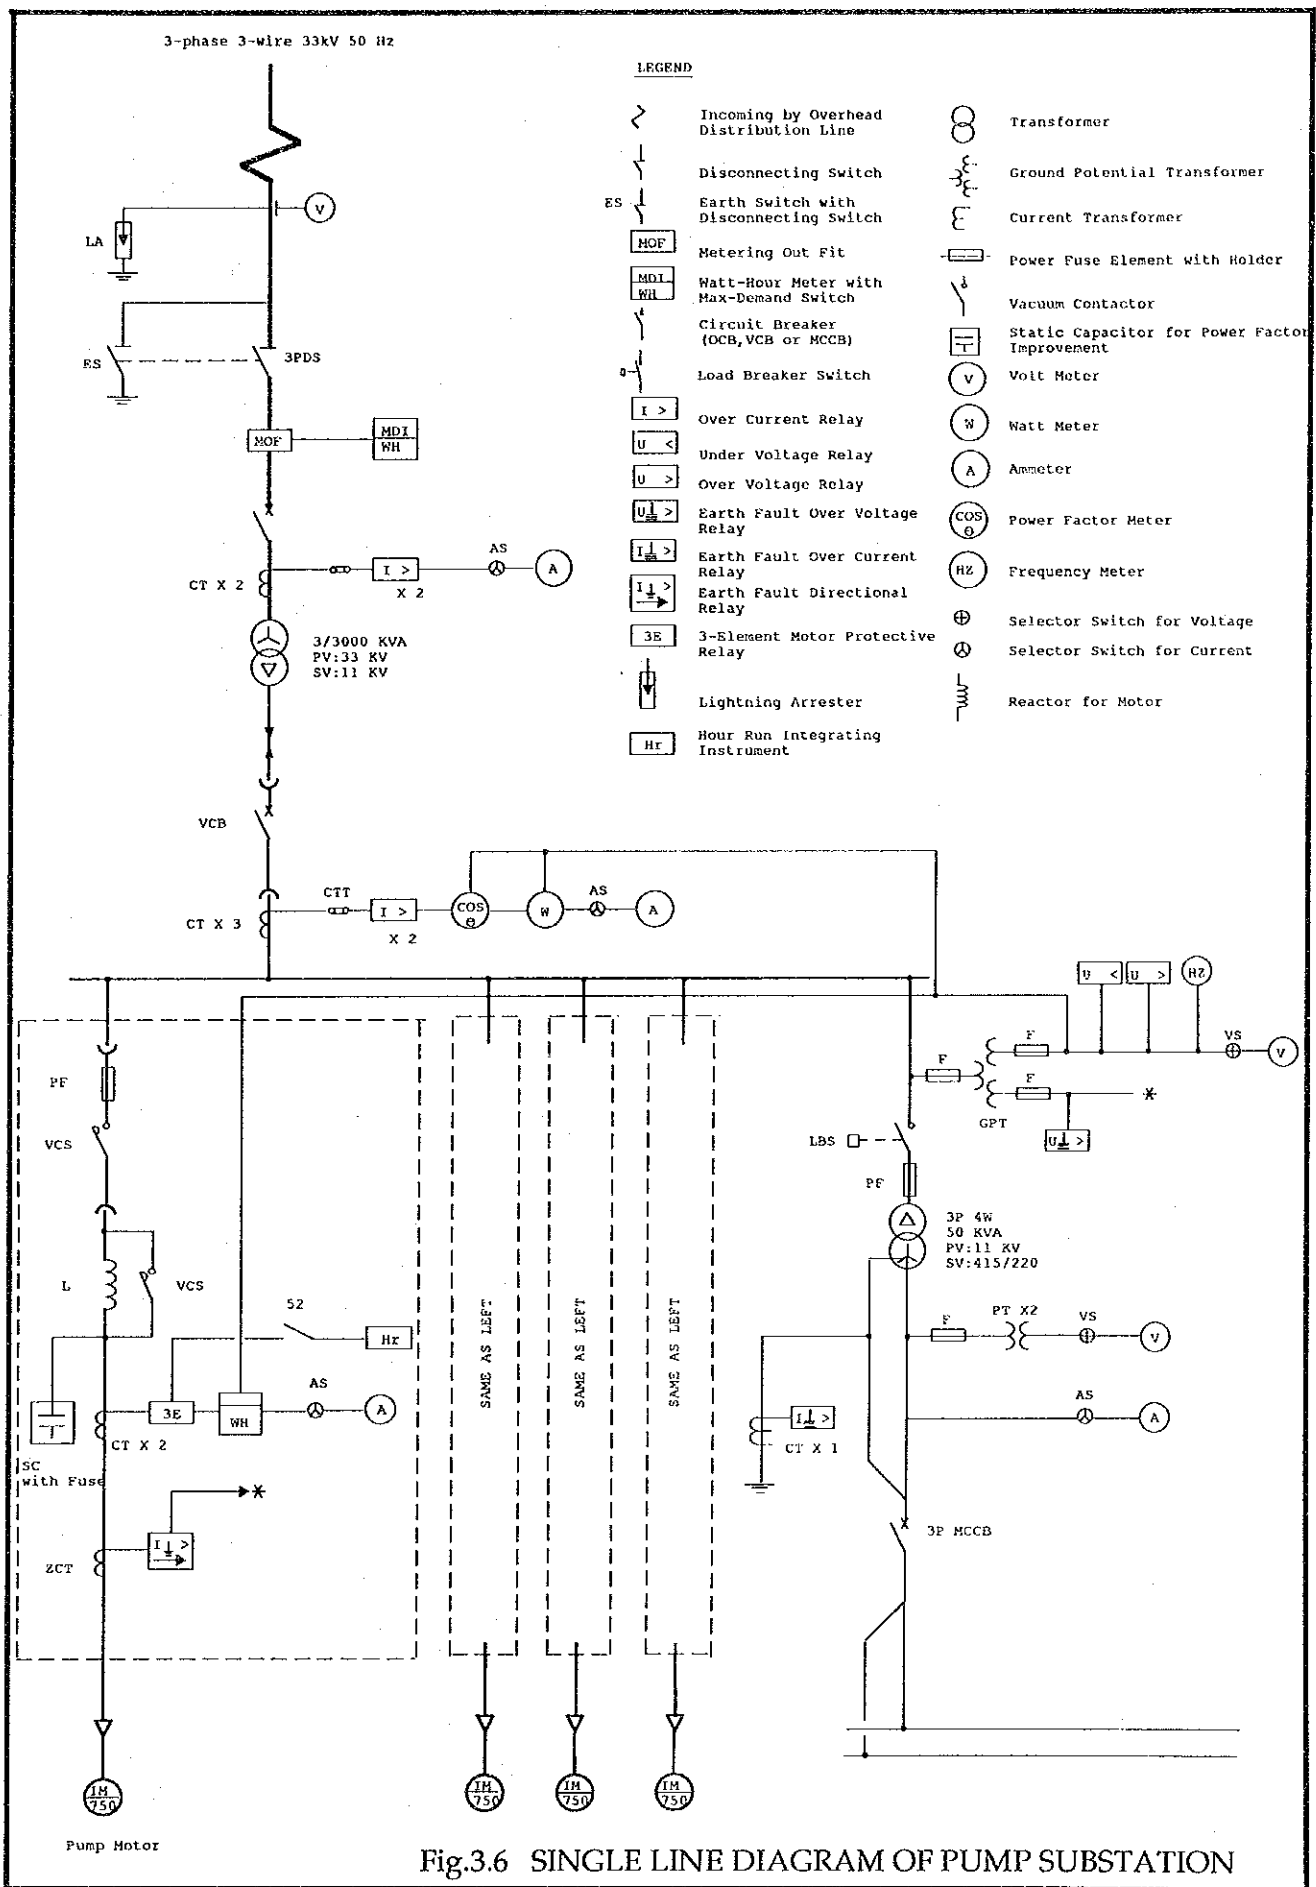 3-phase 3-wire 33kV 50 Hz
LEGEND
Incoming by Overhead
Distribution Line
Disconnecting Switch
ES
Earth Switch with
Disconnecting Switch
MOF
Metering Out Fit
MDI
WH
Watt-Hour Meter with
Max-Demand Switch
Circuit Breaker
(OCB,VCB or MCCB)
Load Breaker Switch
I >
Over Current Relay
U <
Under Voltage Relay
U >
Over Voltage Relay
U >
Earth Fault Over Voltage
Relay
I >
Earth Fault Over Current
Relay
I >
Earth Fault Directional
Relay
3E
3-Element Motor Protective
Relay
Lightning Arrester
Hr
Hour Run Integrating
Instrument
Transformer
Ground Potential Transformer
Current Transformer
Power Fuse Element with Holder
Vacuum Contactor
Static Capacitor for Power Factor
Improvement
V
Volt Meter
W
Watt Meter
A
Ammeter
COS
θ
Power Factor Meter
HZ
Frequency Meter
Selector Switch for Voltage
Selector Switch for Current
Reactor for Motor
V
LA
ES
3PDS
MOF
MDI
WH
CT X 2
I >
X 2
AS
A
3/3000 KVA
PV:33 KV
SV:11 KV
VCB
CT X 3
CTT
I >
X 2
COS
θ
W
AS
A
U <
U >
HZ
PF
VCS
L
VCS
52
Hr
3E
WH
AS
A
CT X 2
SC
with Fuse
I >
ZCT
SAME AS LEFT
SAME AS LEFT
SAME AS LEFT
F
F
F
VS
V
GPT
U >
LBS
PF
3P 4W
50 KVA
PV:11 KV
SV:415/220
F
PT X2
VS
V
AS
A
I >
CT X 1
3P MCCB
IM
750
IM
750
IM
750
IM
750
Pump Motor
Fig.3.6 SINGLE LINE DIAGRAM OF PUMP SUBSTATION